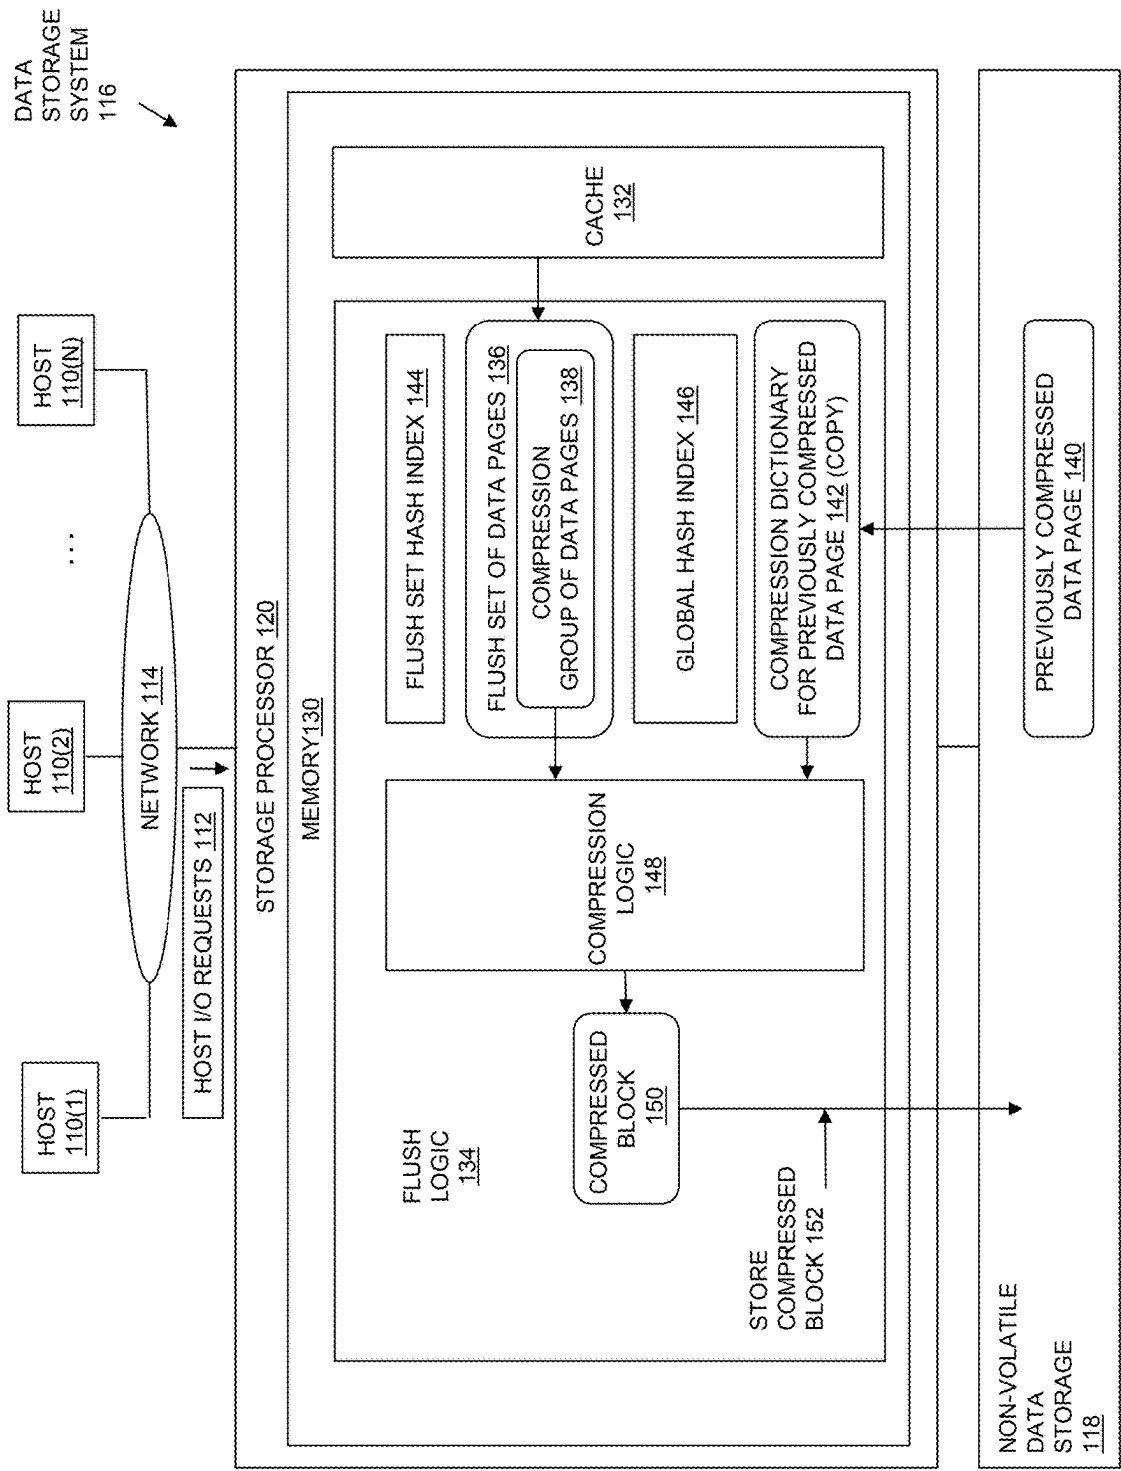 DATA
STORAGE
SYSTEM
116
HOST
110(1)
HOST
110(2)
...
HOST
110(N)
NETWORK 114
HOST I/O REQUESTS 112
STORAGE PROCESSOR 120
MEMORY130
FLUSH
LOGIC
134
FLUSH SET HASH INDEX 144
FLUSH SET OF DATA PAGES 136
COMPRESSION
GROUP OF DATA PAGES 138
GLOBAL HASH INDEX 146
COMPRESSION DICTIONARY
FOR PREVIOUSLY COMPRESSED
DATA PAGE 142 (COPY)
CACHE
132
COMPRESSION
LOGIC
148
COMPRESSED
BLOCK
150
STORE
COMPRESSED
BLOCK 152
NON-VOLATILE
DATA
STORAGE
118
PREVIOUSLY COMPRESSED
DATA PAGE 140